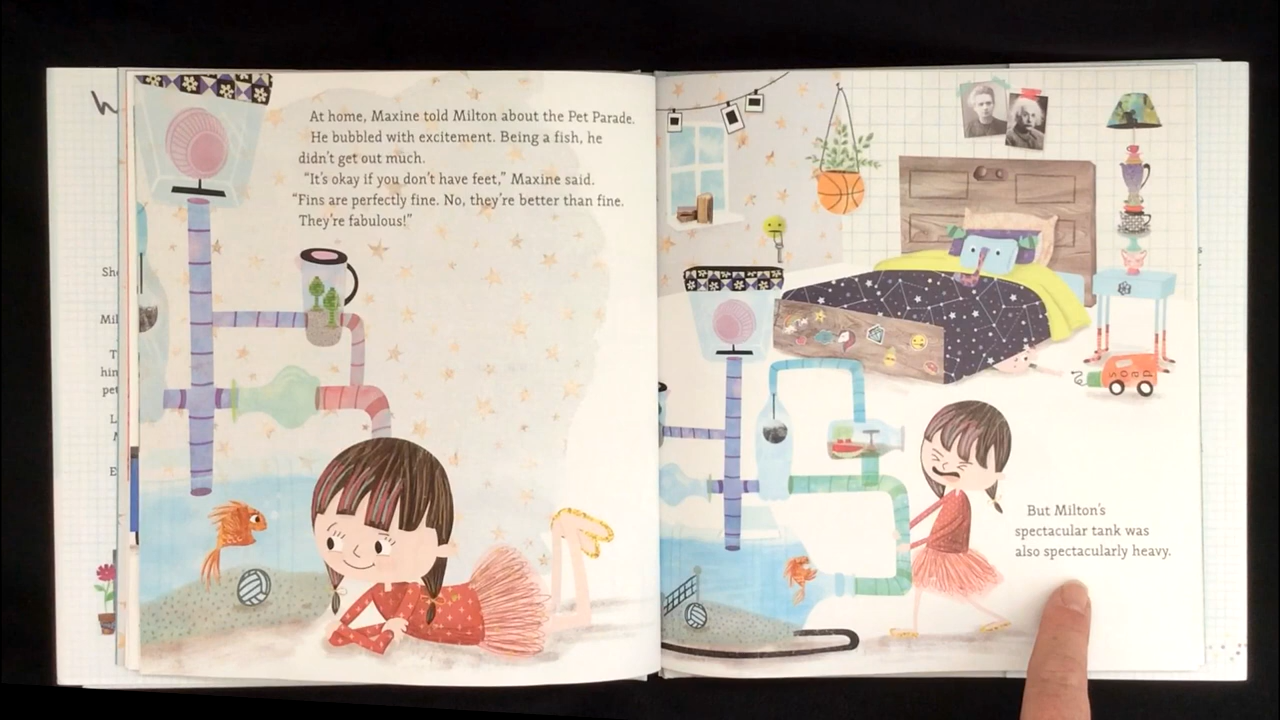 At home, Maxine told Milton about the Pet Parade.
He bubbled with excitement. Being a fish, he
didn't get out much.
"It's okay if you don't have feet," Maxine said.
"Fins are perfectly fine. No, they're better than fine.
They're fabulous!"
soap
But Milton's
spectacular tank was
also spectacularly heavy.